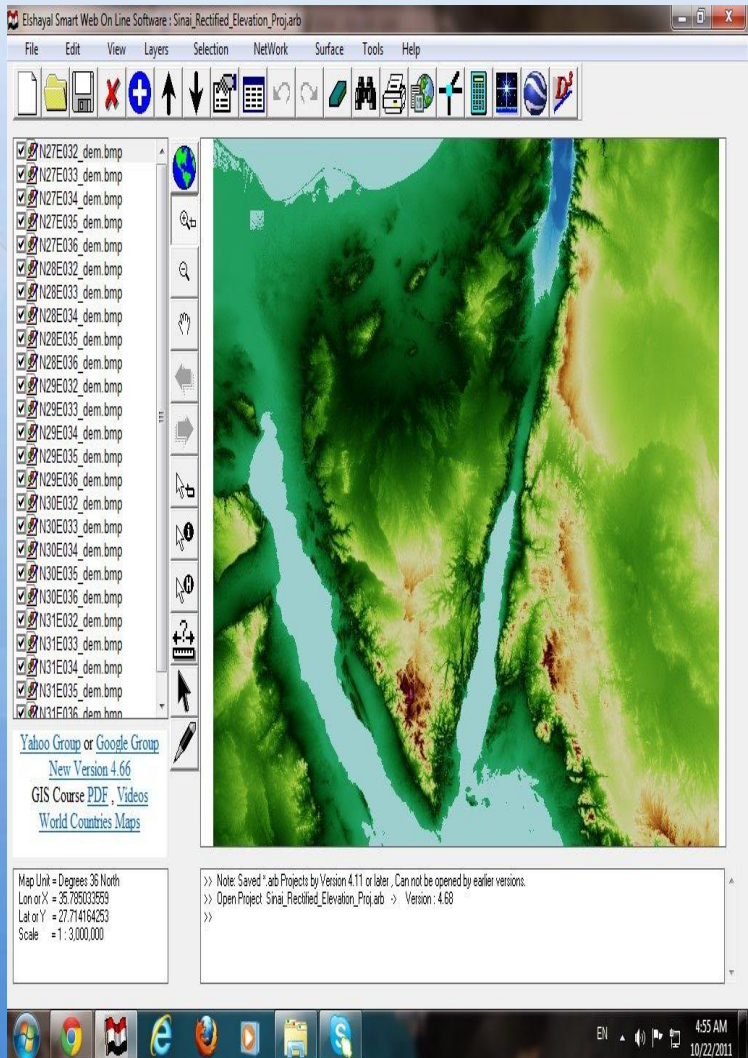 Elshayal Smart Web On Line Software : Sinai_Rectified_Elevation_Proj.arb
File Edit View Layers Selection NetWork Surface Tools Help
N27E032_dem.bmp
N27E033_dem.bmp
N27E034_dem.bmp
N27E035_dem.bmp
N27E036_dem.bmp
N28E032_dem.bmp
N28E033_dem.bmp
N28E034_dem.bmp
N28E035_dem.bmp
N28E036_dem.bmp
N29E032_dem.bmp
N29E033_dem.bmp
N29E034_dem.bmp
N29E035_dem.bmp
N29E036_dem.bmp
N30E032_dem.bmp
N30E033_dem.bmp
N30E034_dem.bmp
N30E035_dem.bmp
N30E036_dem.bmp
N31E032_dem.bmp
N31E033_dem.bmp
N31E034_dem.bmp
N31E035_dem.bmp
N31E036_dem.bmp
Yahoo Group or Google Group
New Version 4.66
GIS Course PDF , Videos
World Countries Maps
Map Unit = Degrees 36 North
Lon or X = 35.785033559
Lat or Y = 27.714164253
Scale = 1 : 3,000,000
>> Note: Saved *.arb Projects by Version 4.11 or later , Can not be opened by earlier versions.
>> Open Project Sinai_Rectified_Elevation_Proj.arb -> Version : 4.68
>>
EN
4:55 AM
10/22/2011